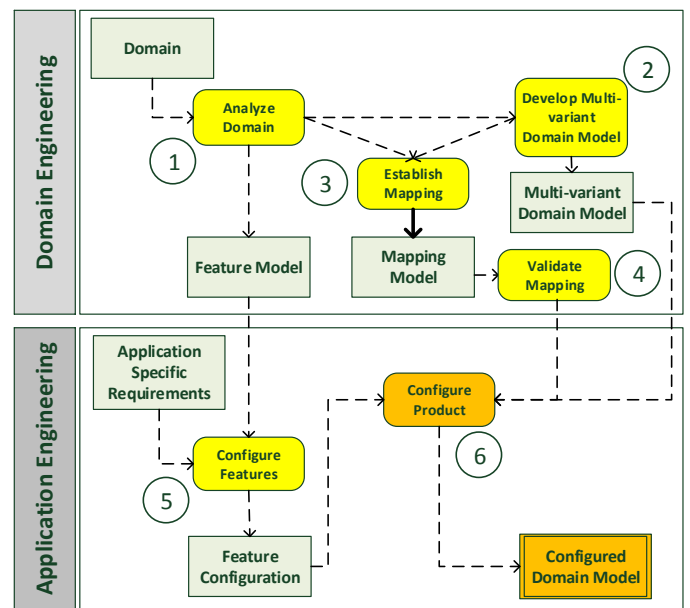 Domain Engineering
Domain
Analyze
Domain
1
2
Develop Multi-
variant
Domain Model
3
Establish
Mapping
Multi-variant
Domain Model
Feature Model
Mapping
Model
Validate
Mapping
4
Application Engineering
Application
Specific
Requirements
Configure
Product
6
Configure
Features
5
Feature
Configuration
Configured
Domain Model